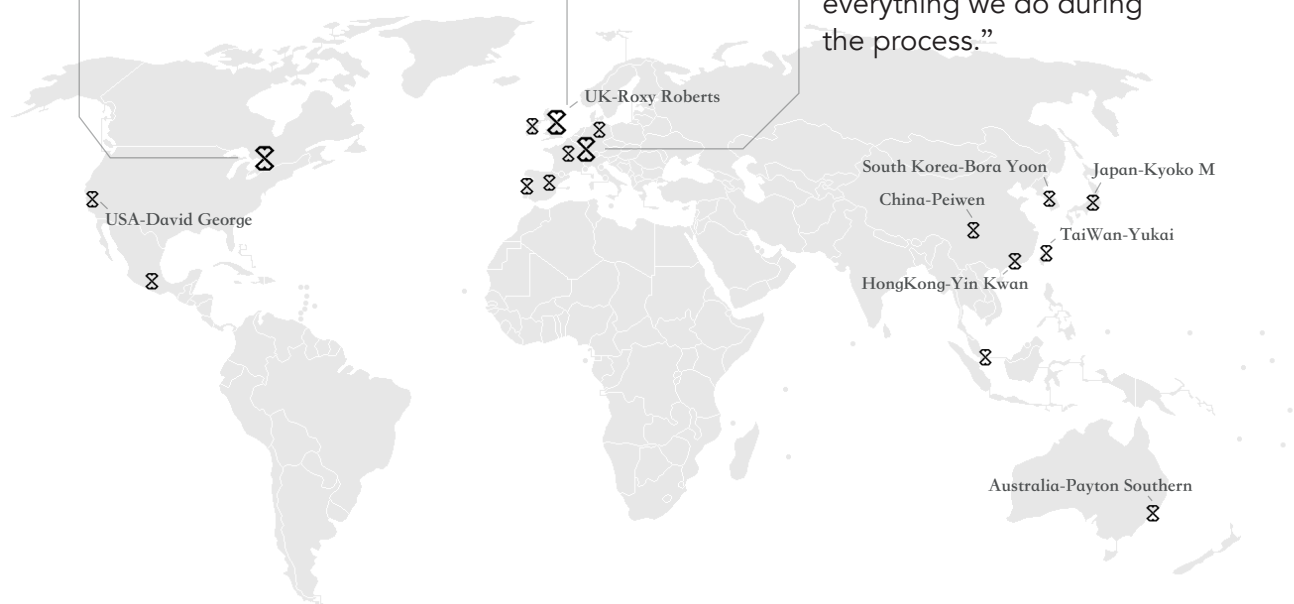 everything we do during
the process.”
UK-Roxy Roberts
South Korea-Bora Yoon
Japan-Kyoko M
China-Peiwen
USA-David George
TaiWan-Yukai
HongKong-Yin Kwan
Australia-Payton Southern